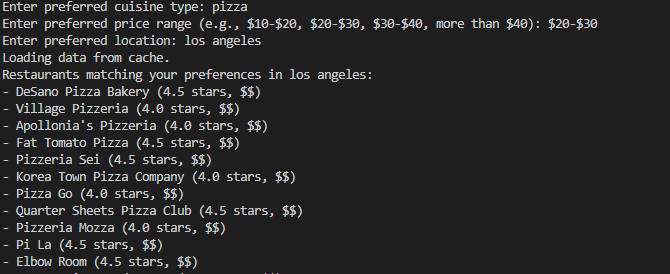 Enter preferred cuisine type: pizza
Enter preferred price range (e.g., $10-$20, $20-$30, $30-$40, more than $40): $20-$30
Enter preferred location: los angeles
Loading data from cache.
Restaurants matching your preferences in los angeles:
- DeSano Pizza Bakery (4.5 stars, $$)
- Village Pizzeria (4.0 stars, $$)
- Apollonia's Pizzeria (4.0 stars, $$)
- Fat Tomato Pizza (4.5 stars, $$)
- Pizzeria Sei (4.5 stars, $$)
- Korea Town Pizza Company (4.0 stars, $$)
- Pizza Go (4.0 stars, $$)
- Quarter Sheets Pizza Club (4.5 stars, $$)
- Pizzeria Mozza (4.0 stars, $$)
- Pi La (4.5 stars, $$)
- Elbow Room (4.5 stars, $$)